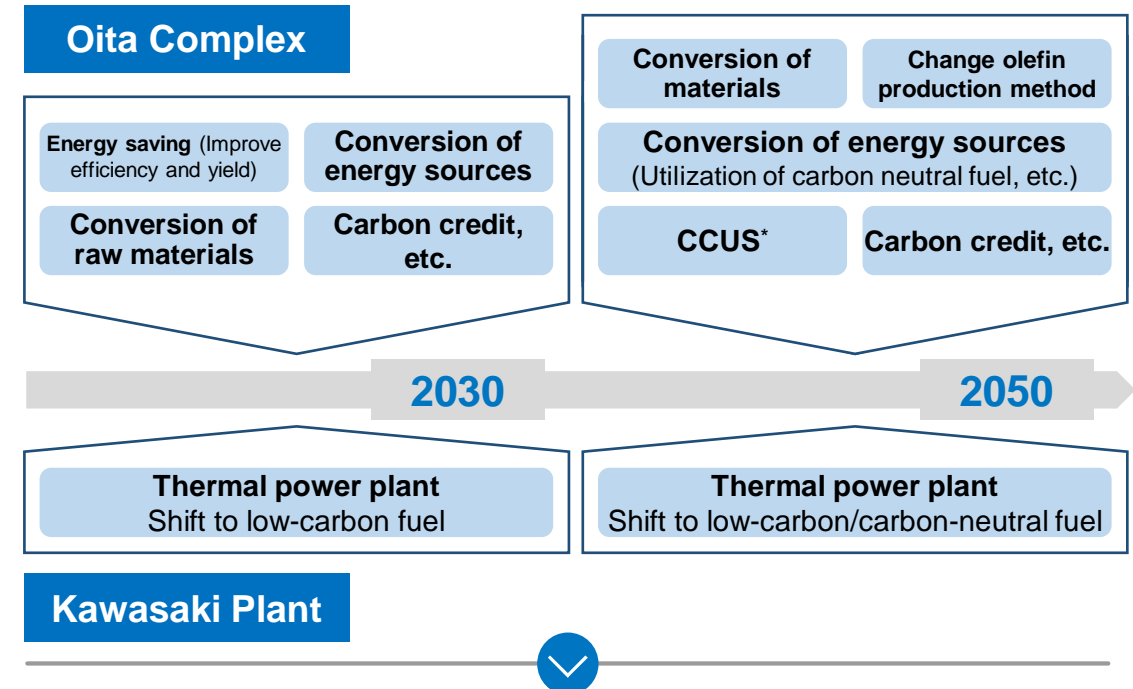 Oita Complex
Energy saving (Improve
efficiency and yield)
Conversion of
energy sources
Conversion of
raw materials
Carbon credit,
etc.
Conversion of
materials
Change olefin
production method
Conversion of energy sources
(Utilization of carbon neutral fuel, etc.)
CCUS*
Carbon credit, etc.
2030
2050
Thermal power plant
Shift to low-carbon fuel
Thermal power plant
Shift to low-carbon/carbon-neutral fuel
Kawasaki Plant